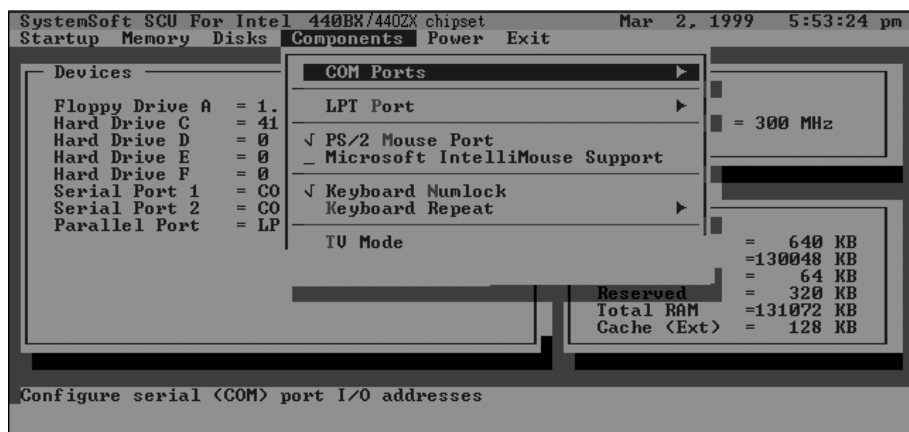 SystemSoft SCU For Intel 440BX/440ZX chipset Mar 2, 1999 5:53:24 pm
Startup Memory Disks Components Power Exit
Devices
COM Ports
Floppy Drive A = 1.
LPT Port
Hard Drive C = 41
= 300 MHz
Hard Drive D = 0
√ PS/2 Mouse Port
Hard Drive E = 0
_ Microsoft IntelliMouse Support
Hard Drive F = 0
Serial Port 1 = CO
√ Keyboard Numlock
Serial Port 2 = CO
Keyboard Repeat
Parallel Port = LP
TV Mode
= 640 KB
=130048 KB
= 64 KB
Reserved = 320 KB
Total RAM =131072 KB
Cache (Ext) = 128 KB
Configure serial (COM) port I/O addresses